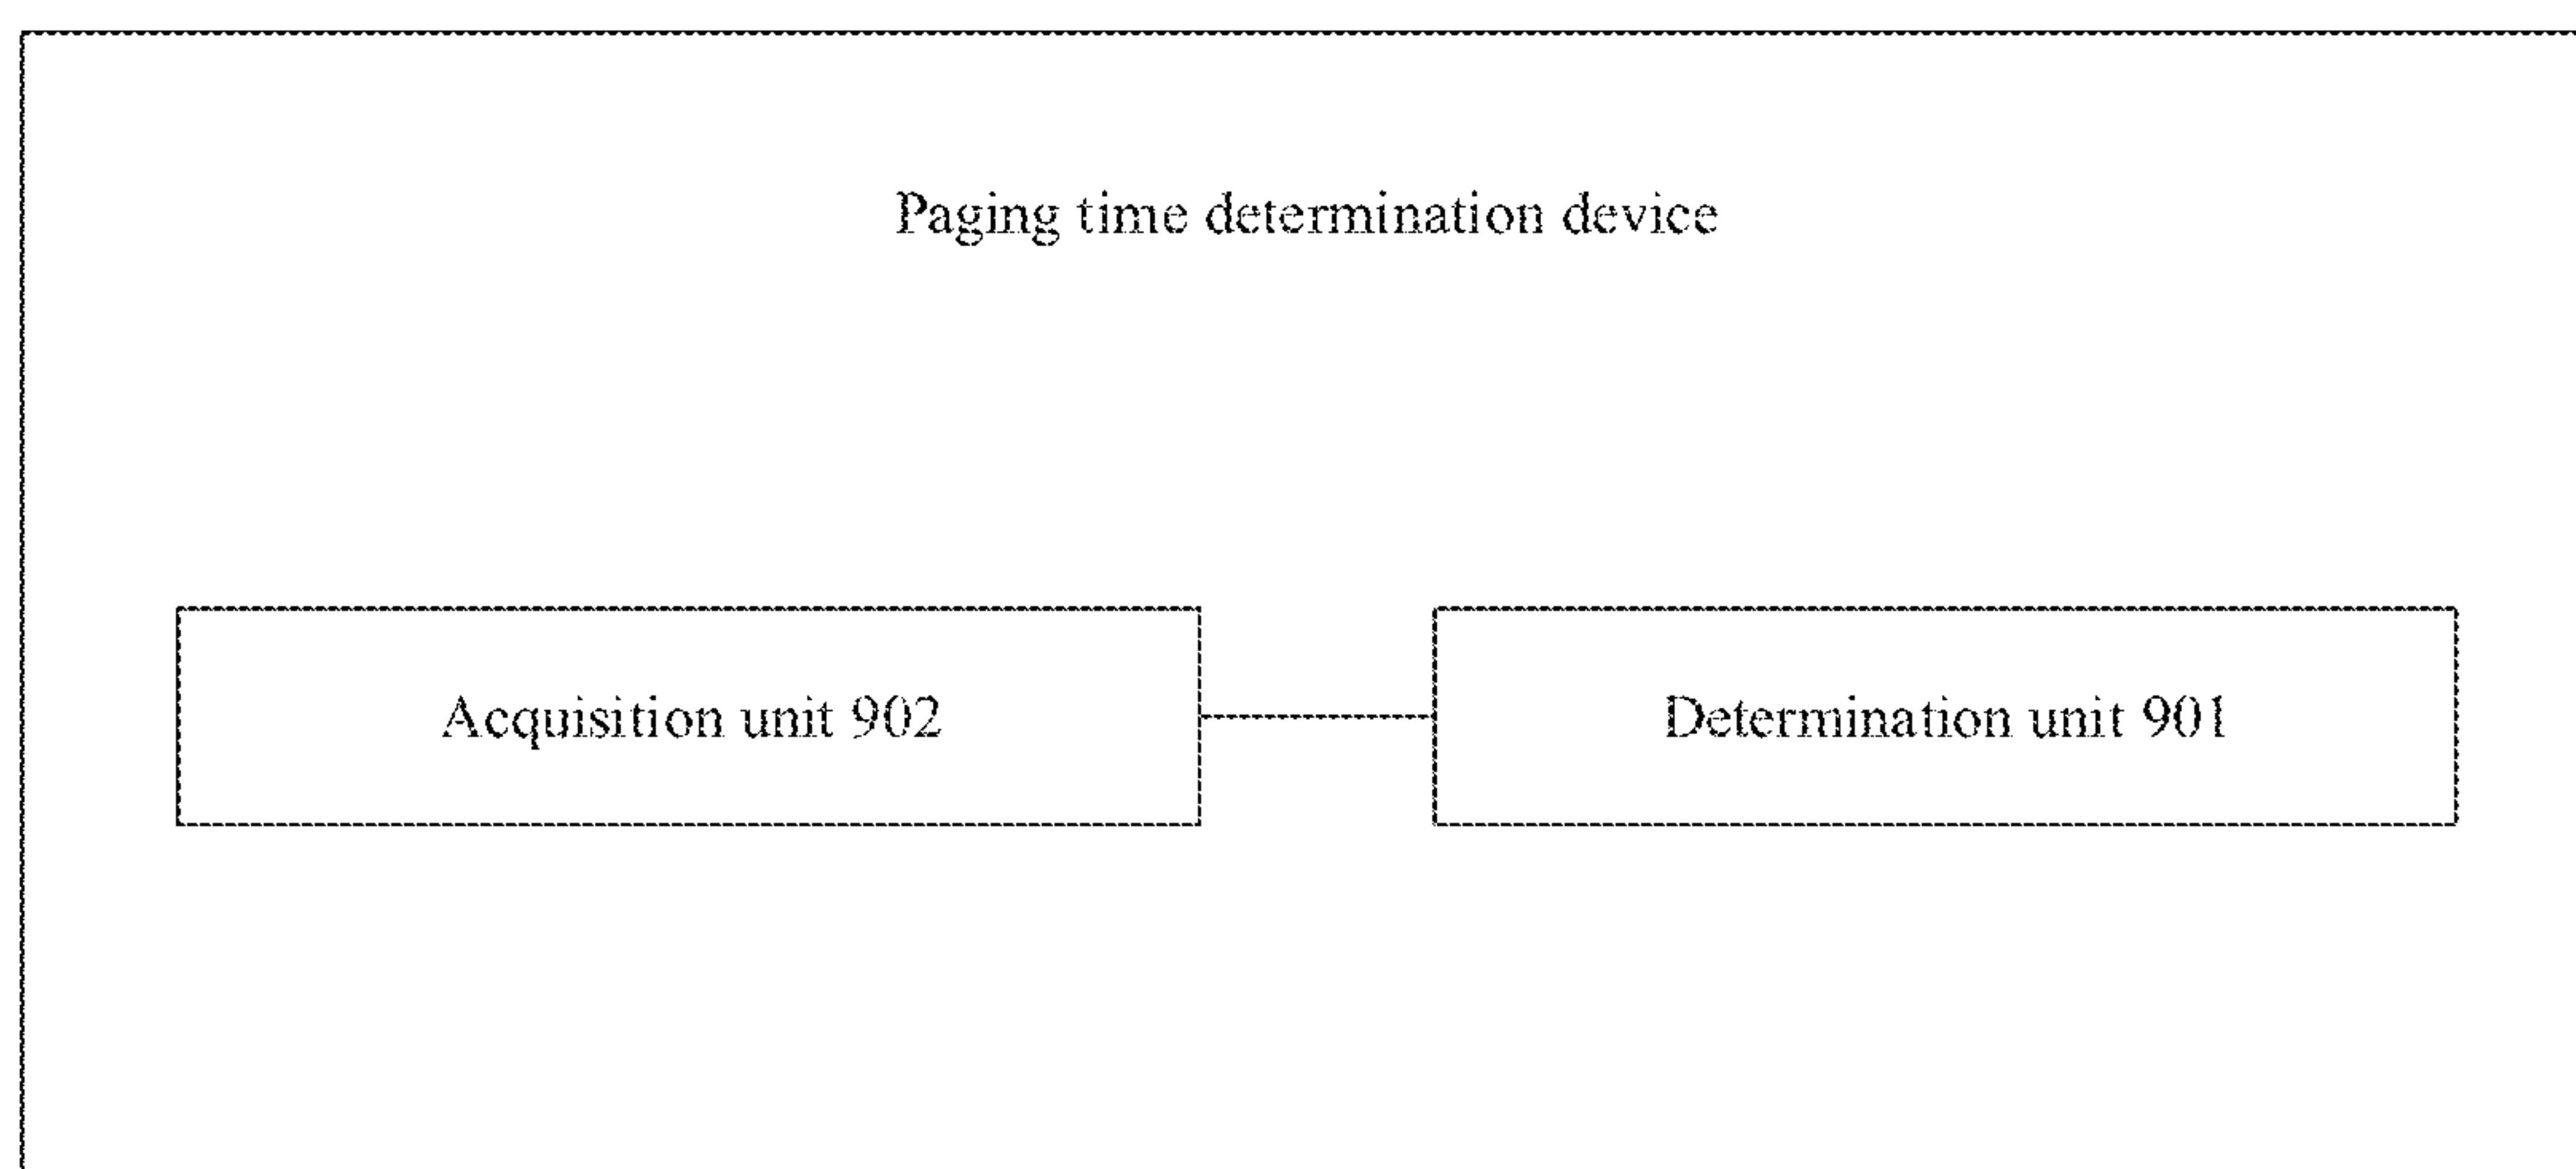 Paging time determination device
Acquisition unit 902
Determination unit 901